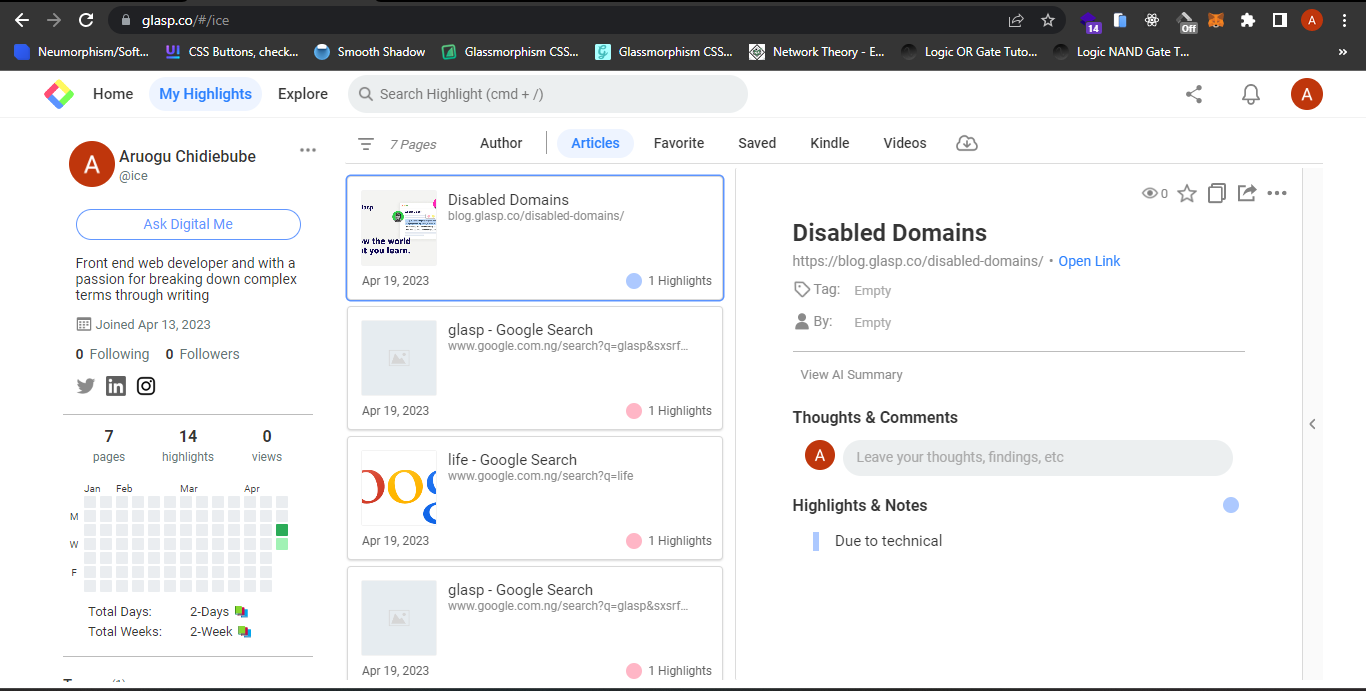 glasp.co/#/ice
14
Off
A
Neumorphism/Soft...
CSS Buttons, check...
Smooth Shadow
Glassmorphism CSS...
Glassmorphism CSS...
Network Theory - E...
Logic OR Gate Tuto...
Logic NAND Gate T...
»
Home
My Highlights
Explore
Search Highlight (cmd + /)
A
A
Aruogu Chidiebube
@ice
Ask Digital Me
Front end web developer and with a
passion for breaking down complex
terms through writing
Joined Apr 13, 2023
0 Following 0 Followers
7 14 0
pages highlights views
Jan Feb Mar Apr
M
W
F
Total Days: 2-Days
Total Weeks: 2-Week
7 Pages
Author
Articles
Favorite
Saved
Kindle
Videos
Disabled Domains
blog.glasp.co/disabled-domains/
Apr 19, 2023
1 Highlights
glasp - Google Search
www.google.com.ng/search?q=glasp&sxsrf...
Apr 19, 2023
1 Highlights
life - Google Search
www.google.com.ng/search?q=life
Apr 19, 2023
1 Highlights
glasp - Google Search
www.google.com.ng/search?q=glasp&sxsrf...
Apr 19, 2023
1 Highlights
0
Disabled Domains
https://blog.glasp.co/disabled-domains/ • Open Link
Tag: Empty
By: Empty
View AI Summary
Thoughts & Comments
A
Leave your thoughts, findings, etc
Highlights & Notes
Due to technical